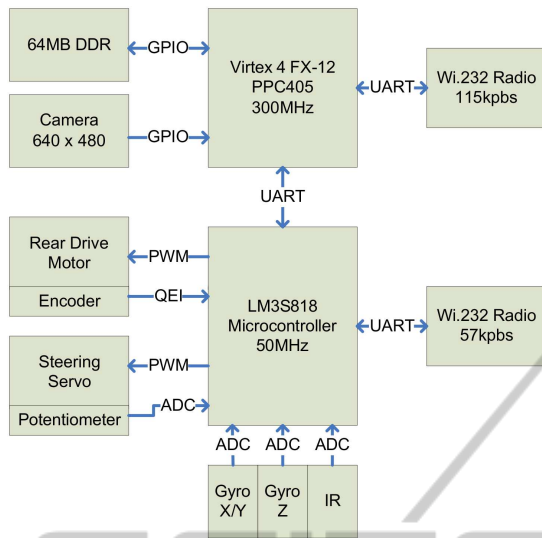 64MB DDR
GPIO
Virtex 4 FX-12
PPC405
300MHz
UART
Wi.232 Radio
115kpbs
Camera
640 x 480
GPIO
UART
Rear Drive
Motor
PWM
Encoder
QEI
LM3S818
Microcontroller
50MHz
UART
Wi.232 Radio
57kpbs
Steering
Servo
PWM
Potentiometer
ADC
ADC
ADC
ADC
Gyro
X/Y
Gyro
Z
IR